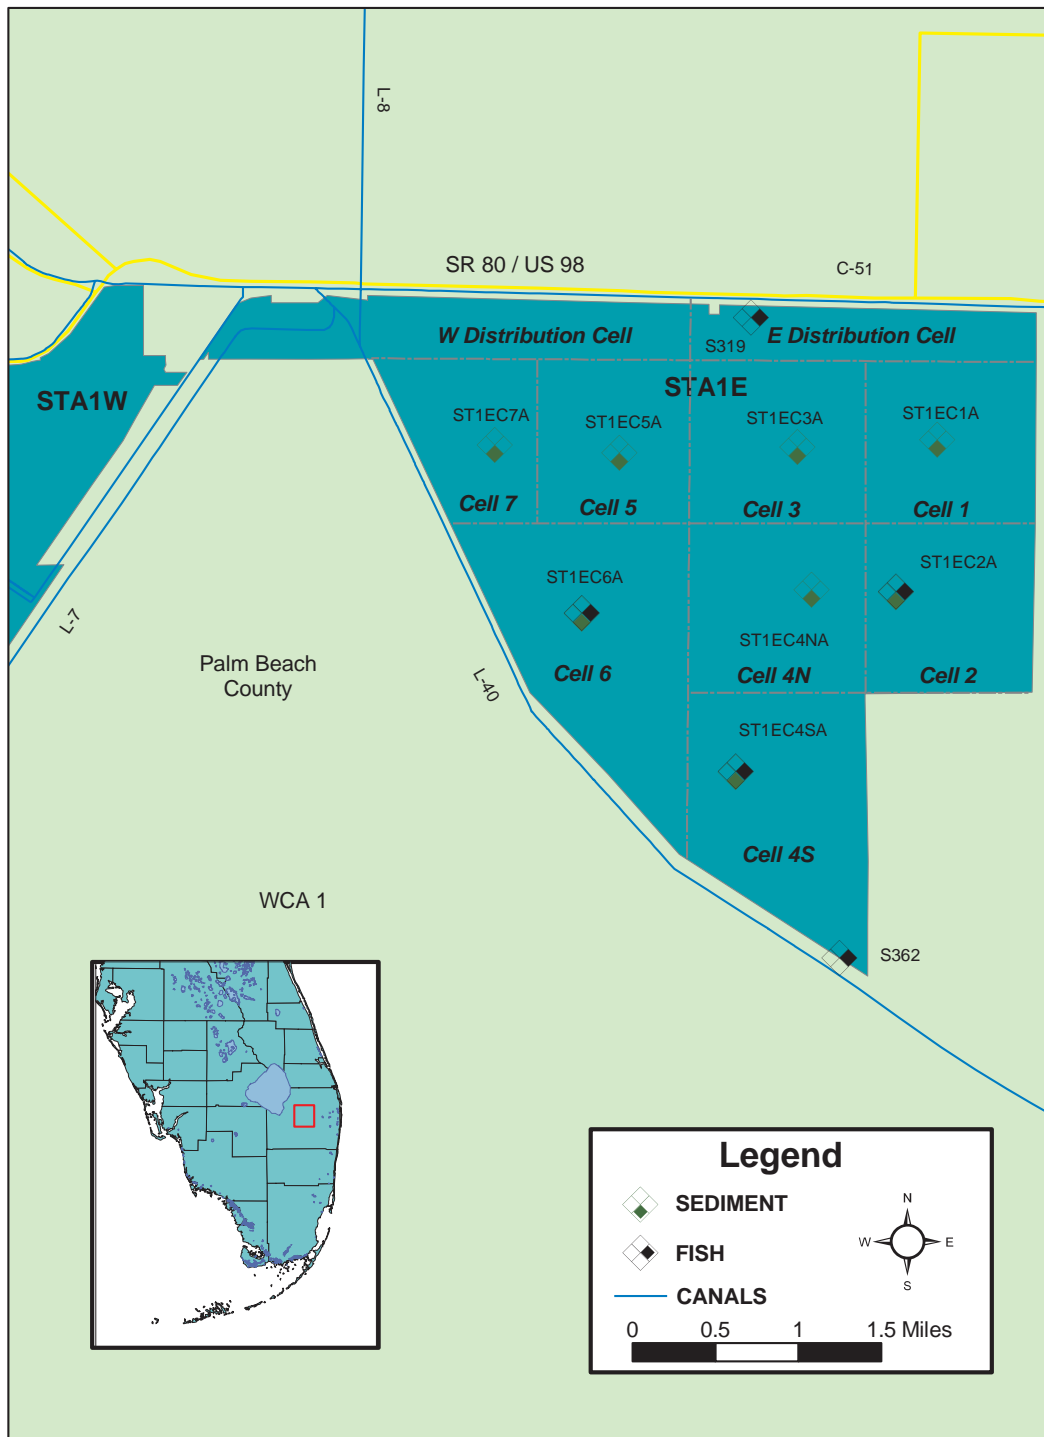 L-8
SR 80 / US 98
C-51
W Distribution Cell
E Distribution Cell
S319
STA1W
STA1E
ST1EC7A
ST1EC5A
ST1EC3A
ST1EC1A
Cell 7
Cell 5
Cell 3
Cell 1
ST1EC6A
ST1EC2A
L-7
ST1EC4NA
Palm Beach
County
L-40
Cell 6
Cell 4N
Cell 2
ST1EC4SA
Cell 4S
WCA 1
S362
Legend
SEDIMENT
FISH
CANALS
N
W
E
S
0 0.5 1 1.5 Miles